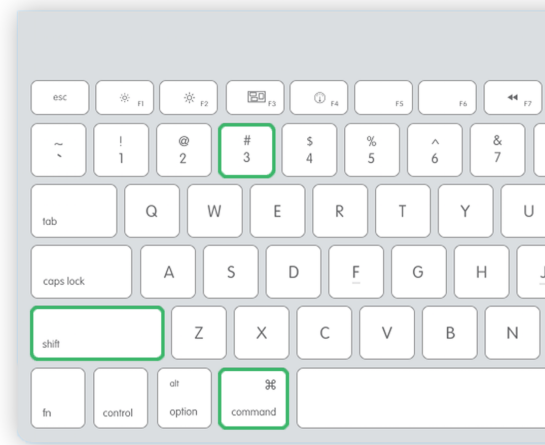 esc F1 F2 F3 F4 F5 F6 F7
~ ! @ # $ % ^ &
` 1 2 3 4 5 6 7
tab Q W E R T Y U
caps lock A S D F G H J
shift Z X C V B N
alt ⌘
fn control option command